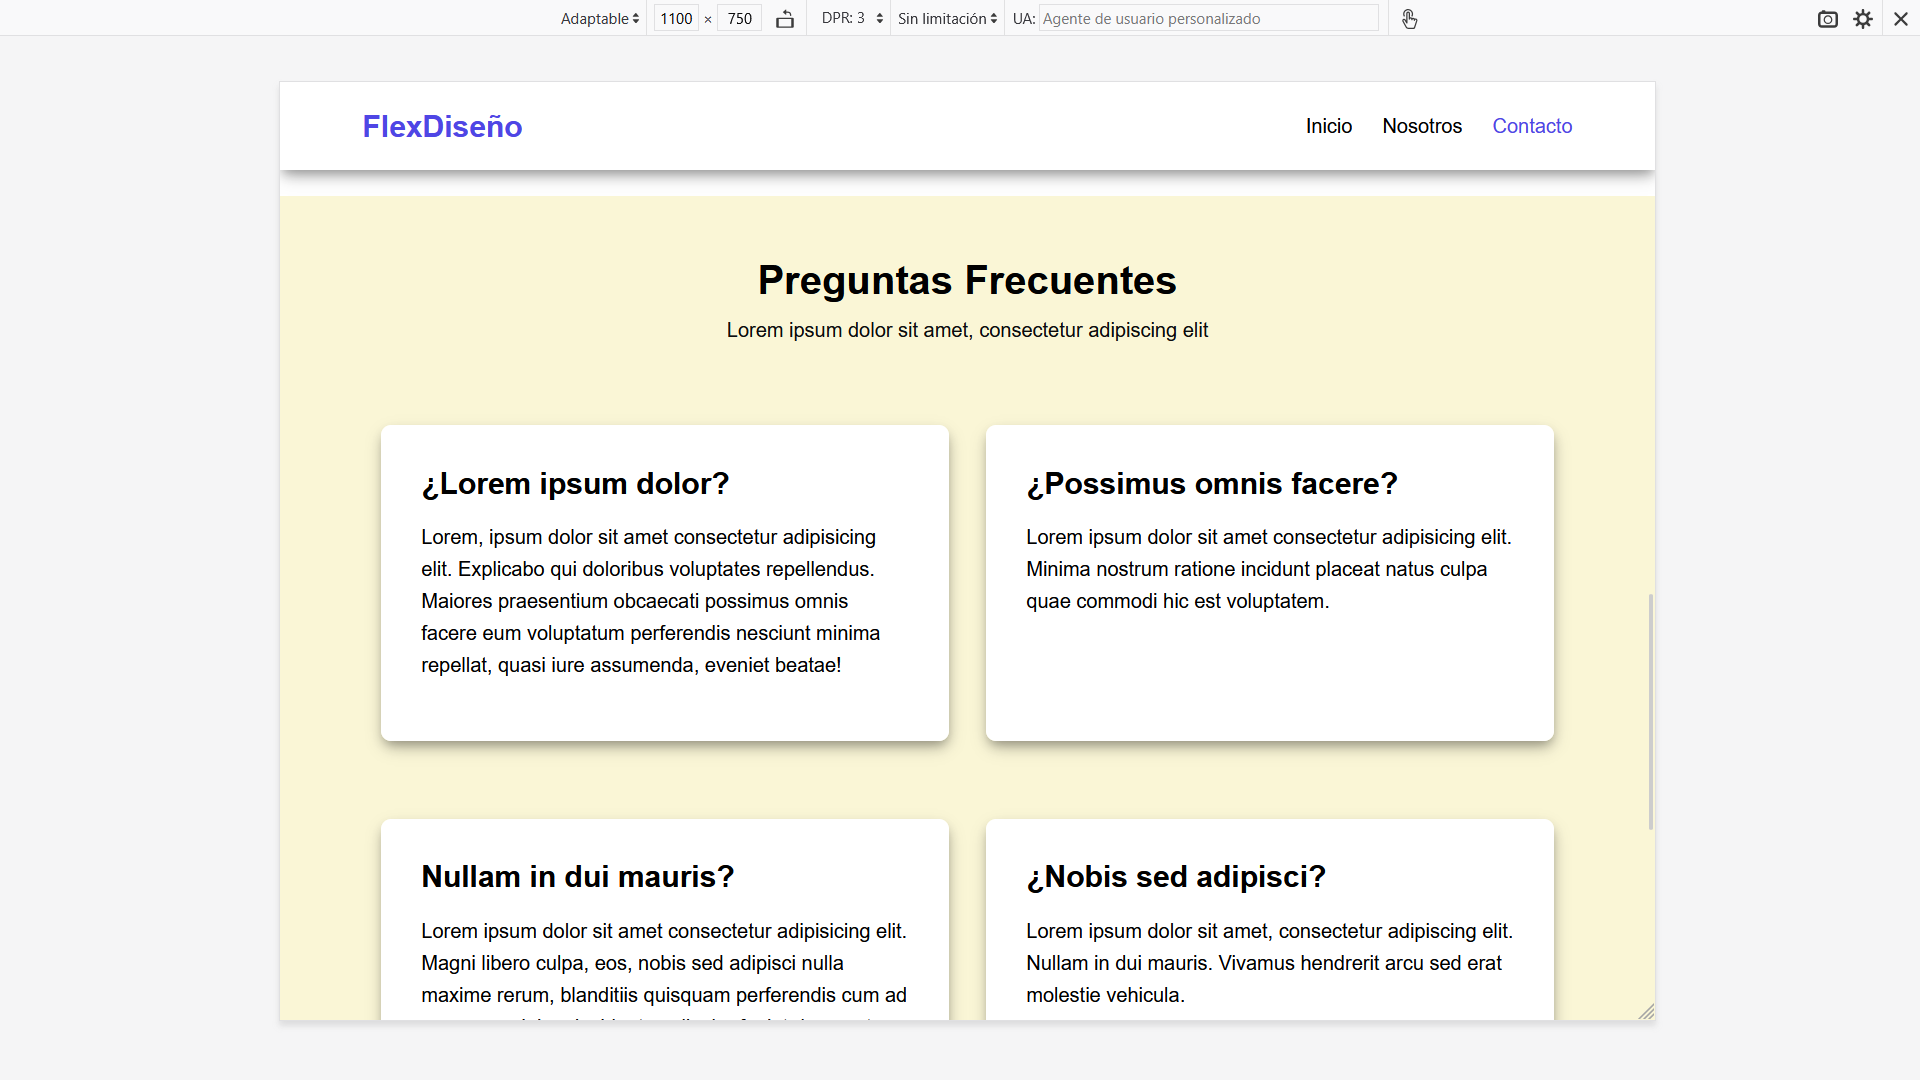 Adaptable 1100 × 750 DPR: 3 Sin limitación UA: Agente de usuario personalizado
FlexDiseño
Inicio Nosotros Contacto
Preguntas Frecuentes
Lorem ipsum dolor sit amet, consectetur adipiscing elit
¿Lorem ipsum dolor?
Lorem, ipsum dolor sit amet consectetur adipisicing
elit. Explicabo qui doloribus voluptates repellendus.
Maiores praesentium obcaecati possimus omnis
facere eum voluptatum perferendis nesciunt minima
repellat, quasi iure assumenda, eveniet beatae!
¿Possimus omnis facere?
Lorem ipsum dolor sit amet consectetur adipisicing elit.
Minima nostrum ratione incidunt placeat natus culpa
quae commodi hic est voluptatem.
Nullam in dui mauris?
Lorem ipsum dolor sit amet consectetur adipisicing elit.
Magni libero culpa, eos, nobis sed adipisci nulla
maxime rerum, blanditiis quisquam perferendis cum ad
¿Nobis sed adipisci?
Lorem ipsum dolor sit amet, consectetur adipiscing elit.
Nullam in dui mauris. Vivamus hendrerit arcu sed erat
molestie vehicula.